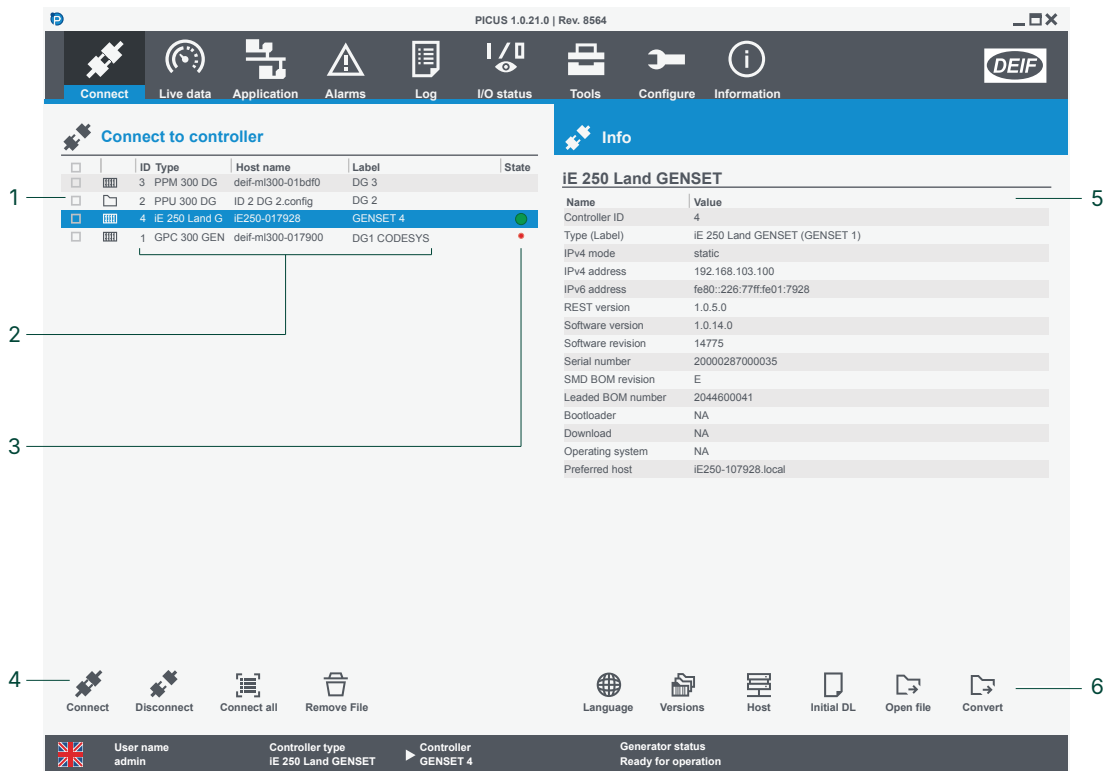 PICUS 1.0.21.0 | Rev. 8564
Connect Live data Application Alarms Log I/O status Tools Configure Information
DEIF
Connect to controller
ID Type Host name Label State
3 PPM 300 DG deif-ml300-01bdf0 DG 3
1
2 PPU 300 DG ID 2 DG 2.config DG 2
4 iE 250 Land G iE250-017928 GENSET 4
1 GPC 300 GEN deif-ml300-017900 DG1 CODESYS
2
3
Info
iE 250 Land GENSET
Name Value
5
Controller ID 4
Type (Label) iE 250 Land GENSET (GENSET 1)
IPv4 mode static
IPv4 address 192.168.103.100
IPv6 address fe80::226:77ff:fe01:7928
REST version 1.0.5.0
Software version 1.0.14.0
Software revision 14775
Serial number 20000287000035
SMD BOM revision E
Leaded BOM number 2044600041
Bootloader NA
Download NA
Operating system NA
Preferred host iE250-107928.local
4
Connect Disconnect Connect all Remove File
Language Versions Host Initial DL Open file Convert
6
User name Controller type Controller Generator status
admin iE 250 Land GENSET GENSET 4 Ready for operation